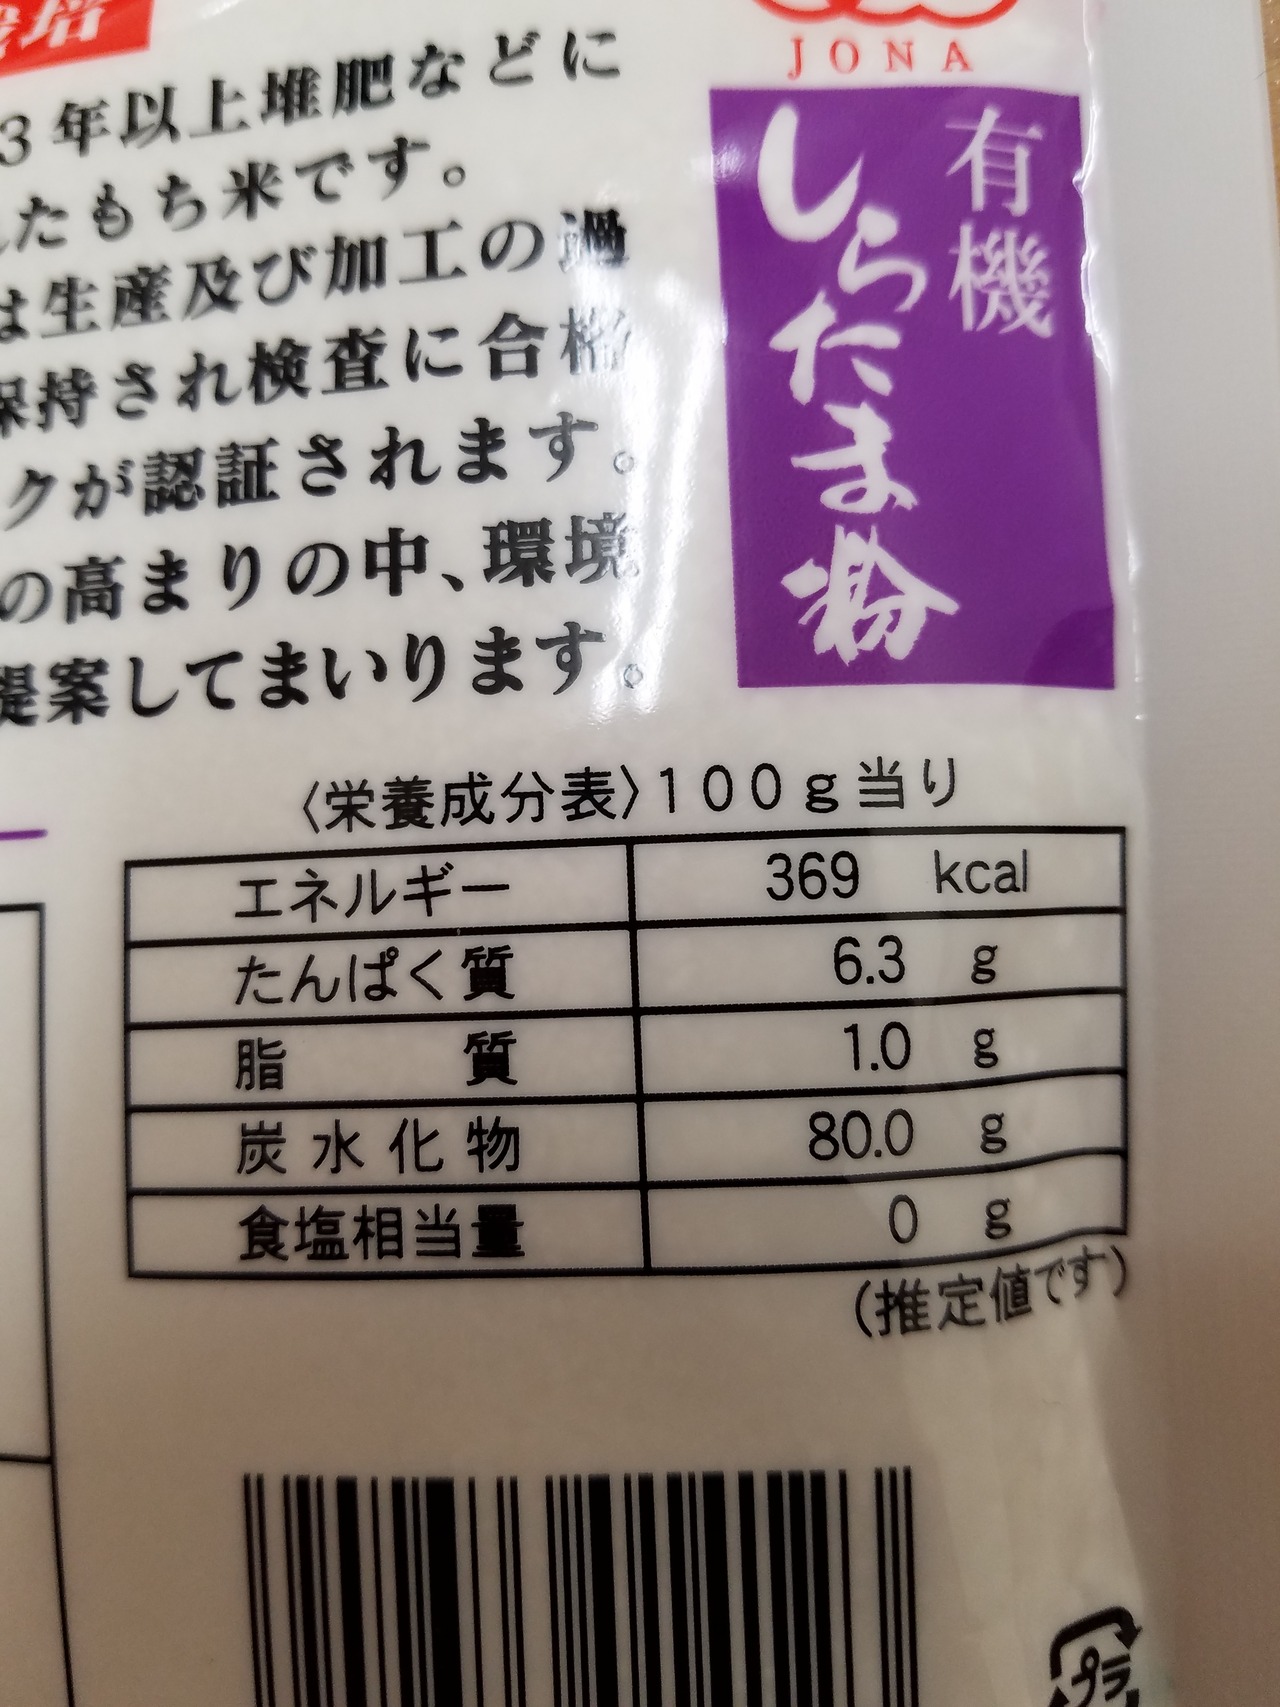 培
JONA
有機
しらたま粉
3年以上堆肥などに
たもち米です。
は生産及び加工の過
保持され検査に合格
クが認証されます。
の高まりの中、環境
提案してまいります。
〈栄養成分表〉100g当り
エネルギー 369 kcal
たんぱく質 6.3 g
脂質 1.0 g
炭水化物 80.0 g
食塩相当量 0 g
(推定値です)
プラ